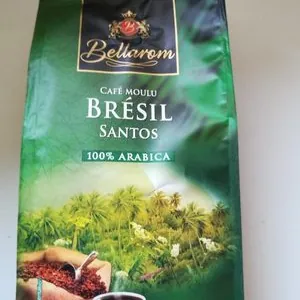 Bellarom
CAFÉ MOULU
BRÉSIL
SANTOS
100% ARABICA